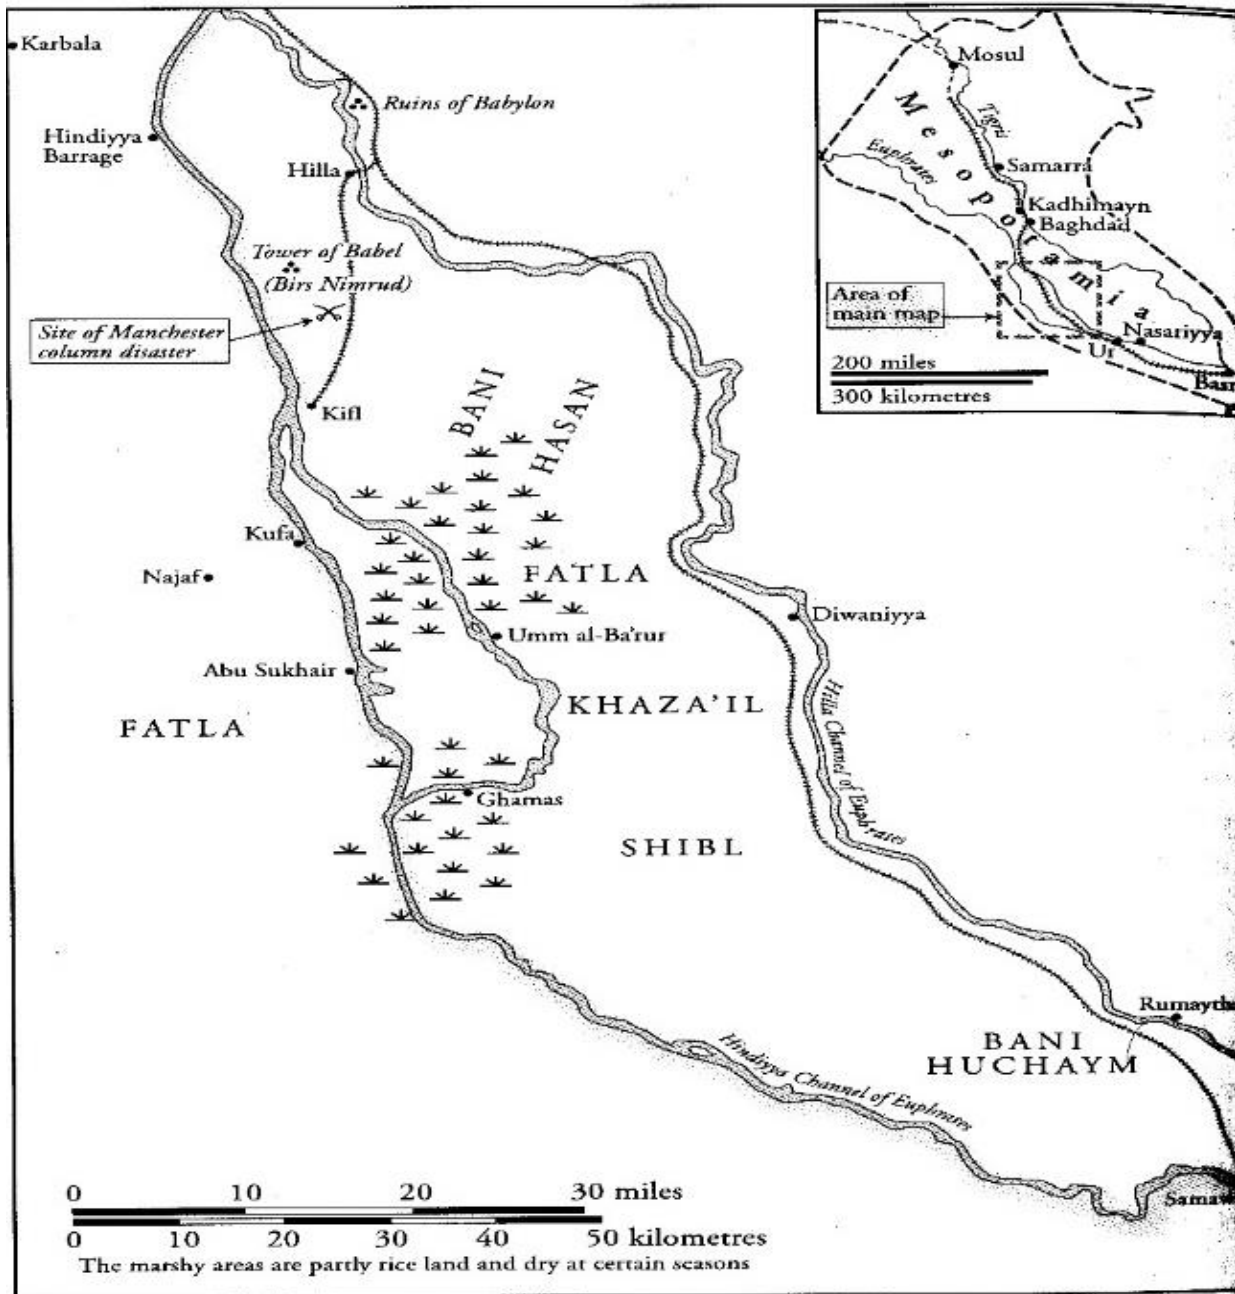 Karbala
Ruins of Babylon
Hindiyya
Barrage
Hilla
Tower of Babel
(Birs Nimrud)
Site of Manchester
column disaster
Kifl
BANI
HASAN
Kufa
Najaf
FATLA
Umm al-Ba'rur
Diwaniyya
Abu Sukhair
KHAZA'IL
FATLA
Hilla Channel of Euphrates
Ghamas
SHIBL
BANI
HUCHAYM
Hindiyya Channel of Euphrates
Mosul
Mesopotamia
Tigris
Euphrates
Samarra
Kadhimayn
Baghdad
Area of
main map
Nasariyya
Ur
200 miles
300 kilometres
0 10 20 30 miles
0 10 20 30 40 50 kilometres
The marshy areas are partly rice land and dry at certain seasons